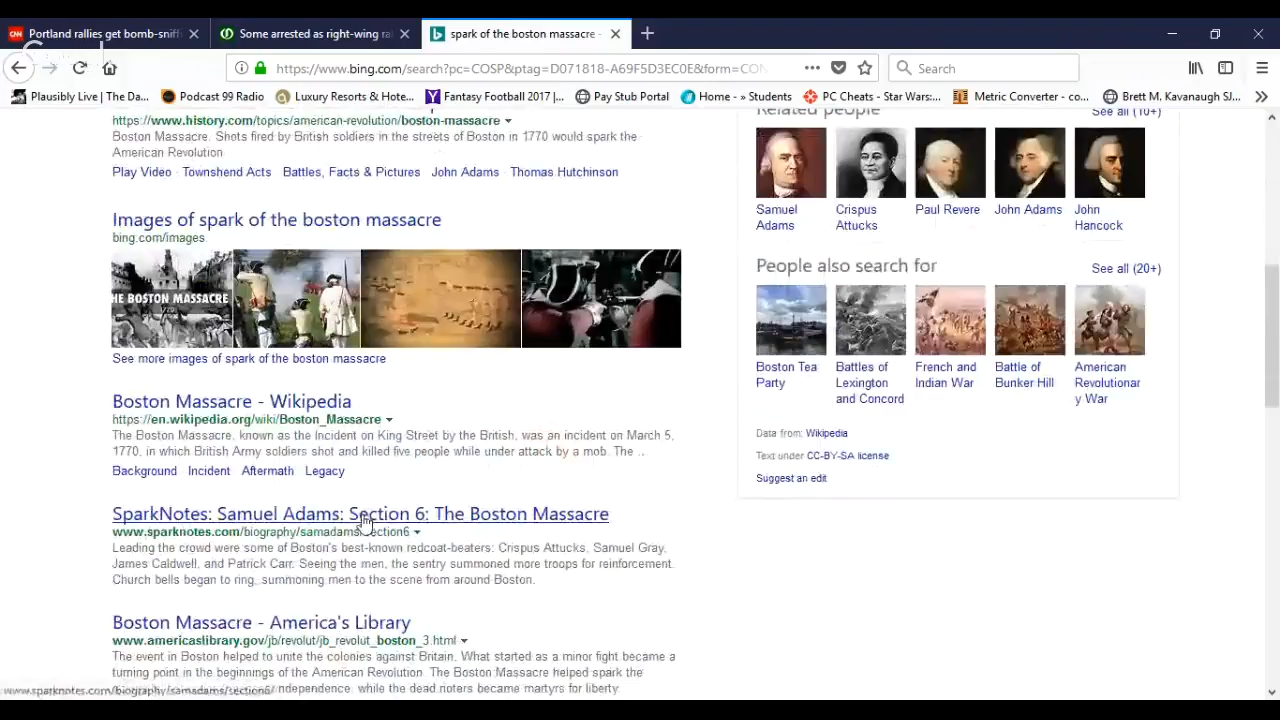 Portland rallies get bomb-sniff
Some arrested as right-wing ra
spark of the boston massacre -
https://www.bing.com/search?pc=COSP&ptag=D071818-A69F5D3EC0E&form=CON
Search
Plausibly Live | The Da...
Podcast 99 Radio
Luxury Resorts & Hote...
Fantasy Football 2017 |...
Pay Stub Portal
Home - » Students
PC Cheats - Star Wars:...
Metric Converter - co...
Brett M. Kavanaugh SJ...
https://www.history.com/topics/american-revolution/boston-massacre
Boston Massacre. Shots fired by British soldiers in the streets of Boston in 1770 would spark the
American Revolution
Play Video · Townshend Acts Battles, Facts & Pictures John Adams · Thomas Hutchinson
Images of spark of the boston massacre
bing.com/images
HE BOSTON MASSACRE
1770
See more images of spark of the boston massacre
Boston Massacre - Wikipedia
https://en.wikipedia.org/wiki/Boston_Massacre
The Boston Massacre, known as the Incident on King Street by the British, was an incident on March 5,
1770, in which British Army soldiers shot and killed five people while under attack by a mob. The ...
Background Incident Aftermath Legacy
SparkNotes: Samuel Adams: Section 6: The Boston Massacre
www.sparknotes.com/biography/samadams/section6
Leading the crowd were some of Boston's best-known redcoat-beaters: Crispus Attucks, Samuel Gray,
James Caldwell, and Patrick Carr. Seeing the men, the sentry summoned more troops for reinforcement.
Church bells began to ring, summoning men to the scene from around Boston.
Boston Massacre - America's Library
www.americaslibrary.gov/jb/revolut/jb_revolut_boston_3.html
The event in Boston helped to unite the colonies against Britain. What started as a minor fight became a
turning point in the beginnings of the American Revolution. The Boston Massacre helped spark the
independence, while the dead rioters became martyrs for liberty
www.sparknotes.com/biography/samadams/section6
Related people
See all (10+)
Samuel
Adams
Crispus
Attucks
Paul Revere
John Adams
John
Hancock
People also search for
See all (20+)
Boston Tea
Party
Battles of
Lexington
and Concord
French and
Indian War
Battle of
Bunker Hill
American
Revolutionar
y War
Data from: Wikipedia
Text under CC-BY-SA license
Suggest an edit